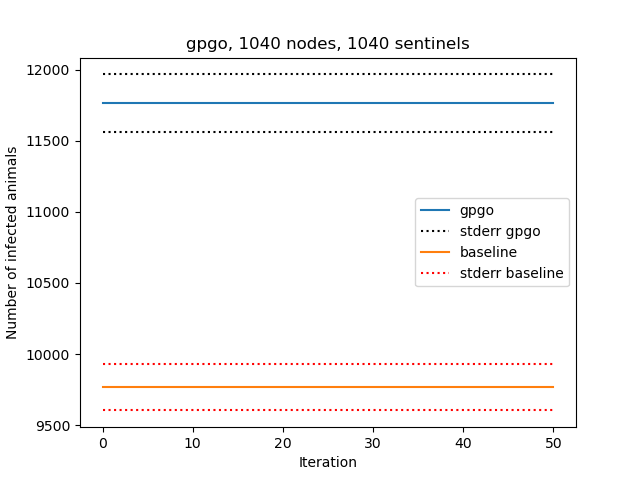 gpgo, 1040 nodes, 1040 sentinels
12000
11500
11000
10500
10000
9500
Number of infected animals
gpgo
stderr gpgo
baseline
stderr baseline
0 10 20 30 40 50
Iteration